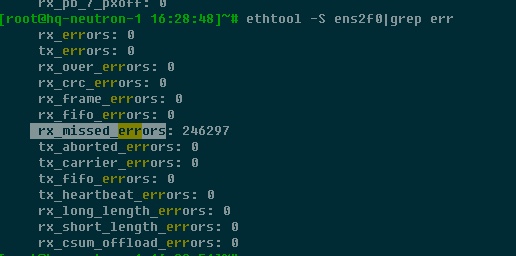 rx_pb_7_pxoff: 0
[root@hq-neutron-1 16:28:48]~# ethtool -S ens2f0|grep err
rx_errors: 0
tx_errors: 0
rx_over_errors: 0
rx_crc_errors: 0
rx_frame_errors: 0
rx_fifo_errors: 0
rx_missed_errors: 246297
tx_aborted_errors: 0
tx_carrier_errors: 0
tx_fifo_errors: 0
tx_heartbeat_errors: 0
rx_long_length_errors: 0
rx_short_length_errors: 0
rx_csum_offload_errors: 0